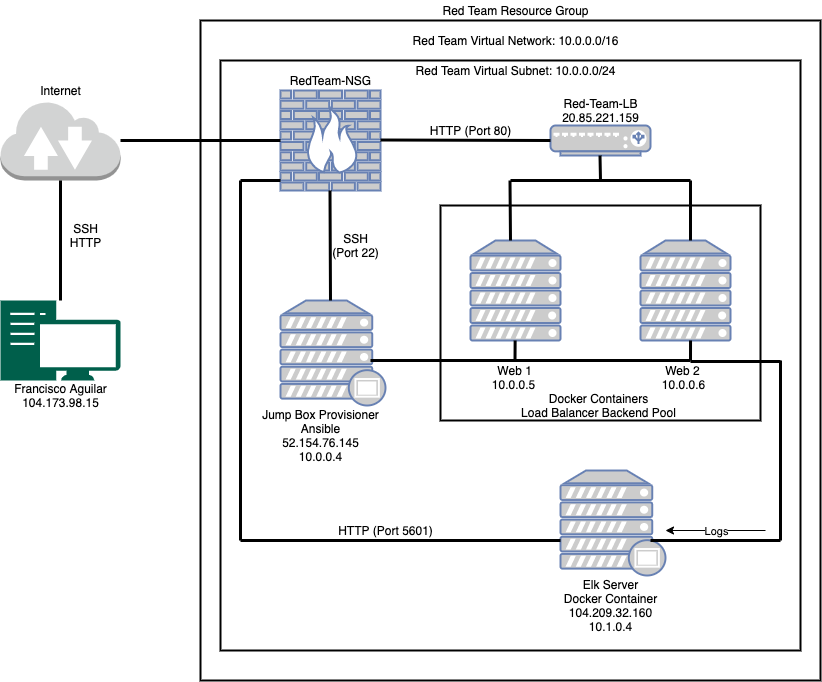 Red Team Resource Group
Red Team Virtual Network: 10.0.0.0/16
Red Team Virtual Subnet: 10.0.0.0/24
RedTeam-NSG
Internet
Red-Team-LB
20.85.221.159
HTTP (Port 80)
SSH
HTTP
SSH
(Port 22)
Francisco Aguilar
104.173.98.15
Web 1
10.0.0.5
Web 2
10.0.0.6
Docker Containers
Load Balancer Backend Pool
Jump Box Provisioner
Ansible
52.154.76.145
10.0.0.4
HTTP (Port 5601)
Logs
Elk Server
Docker Container
104.209.32.160
10.1.0.4